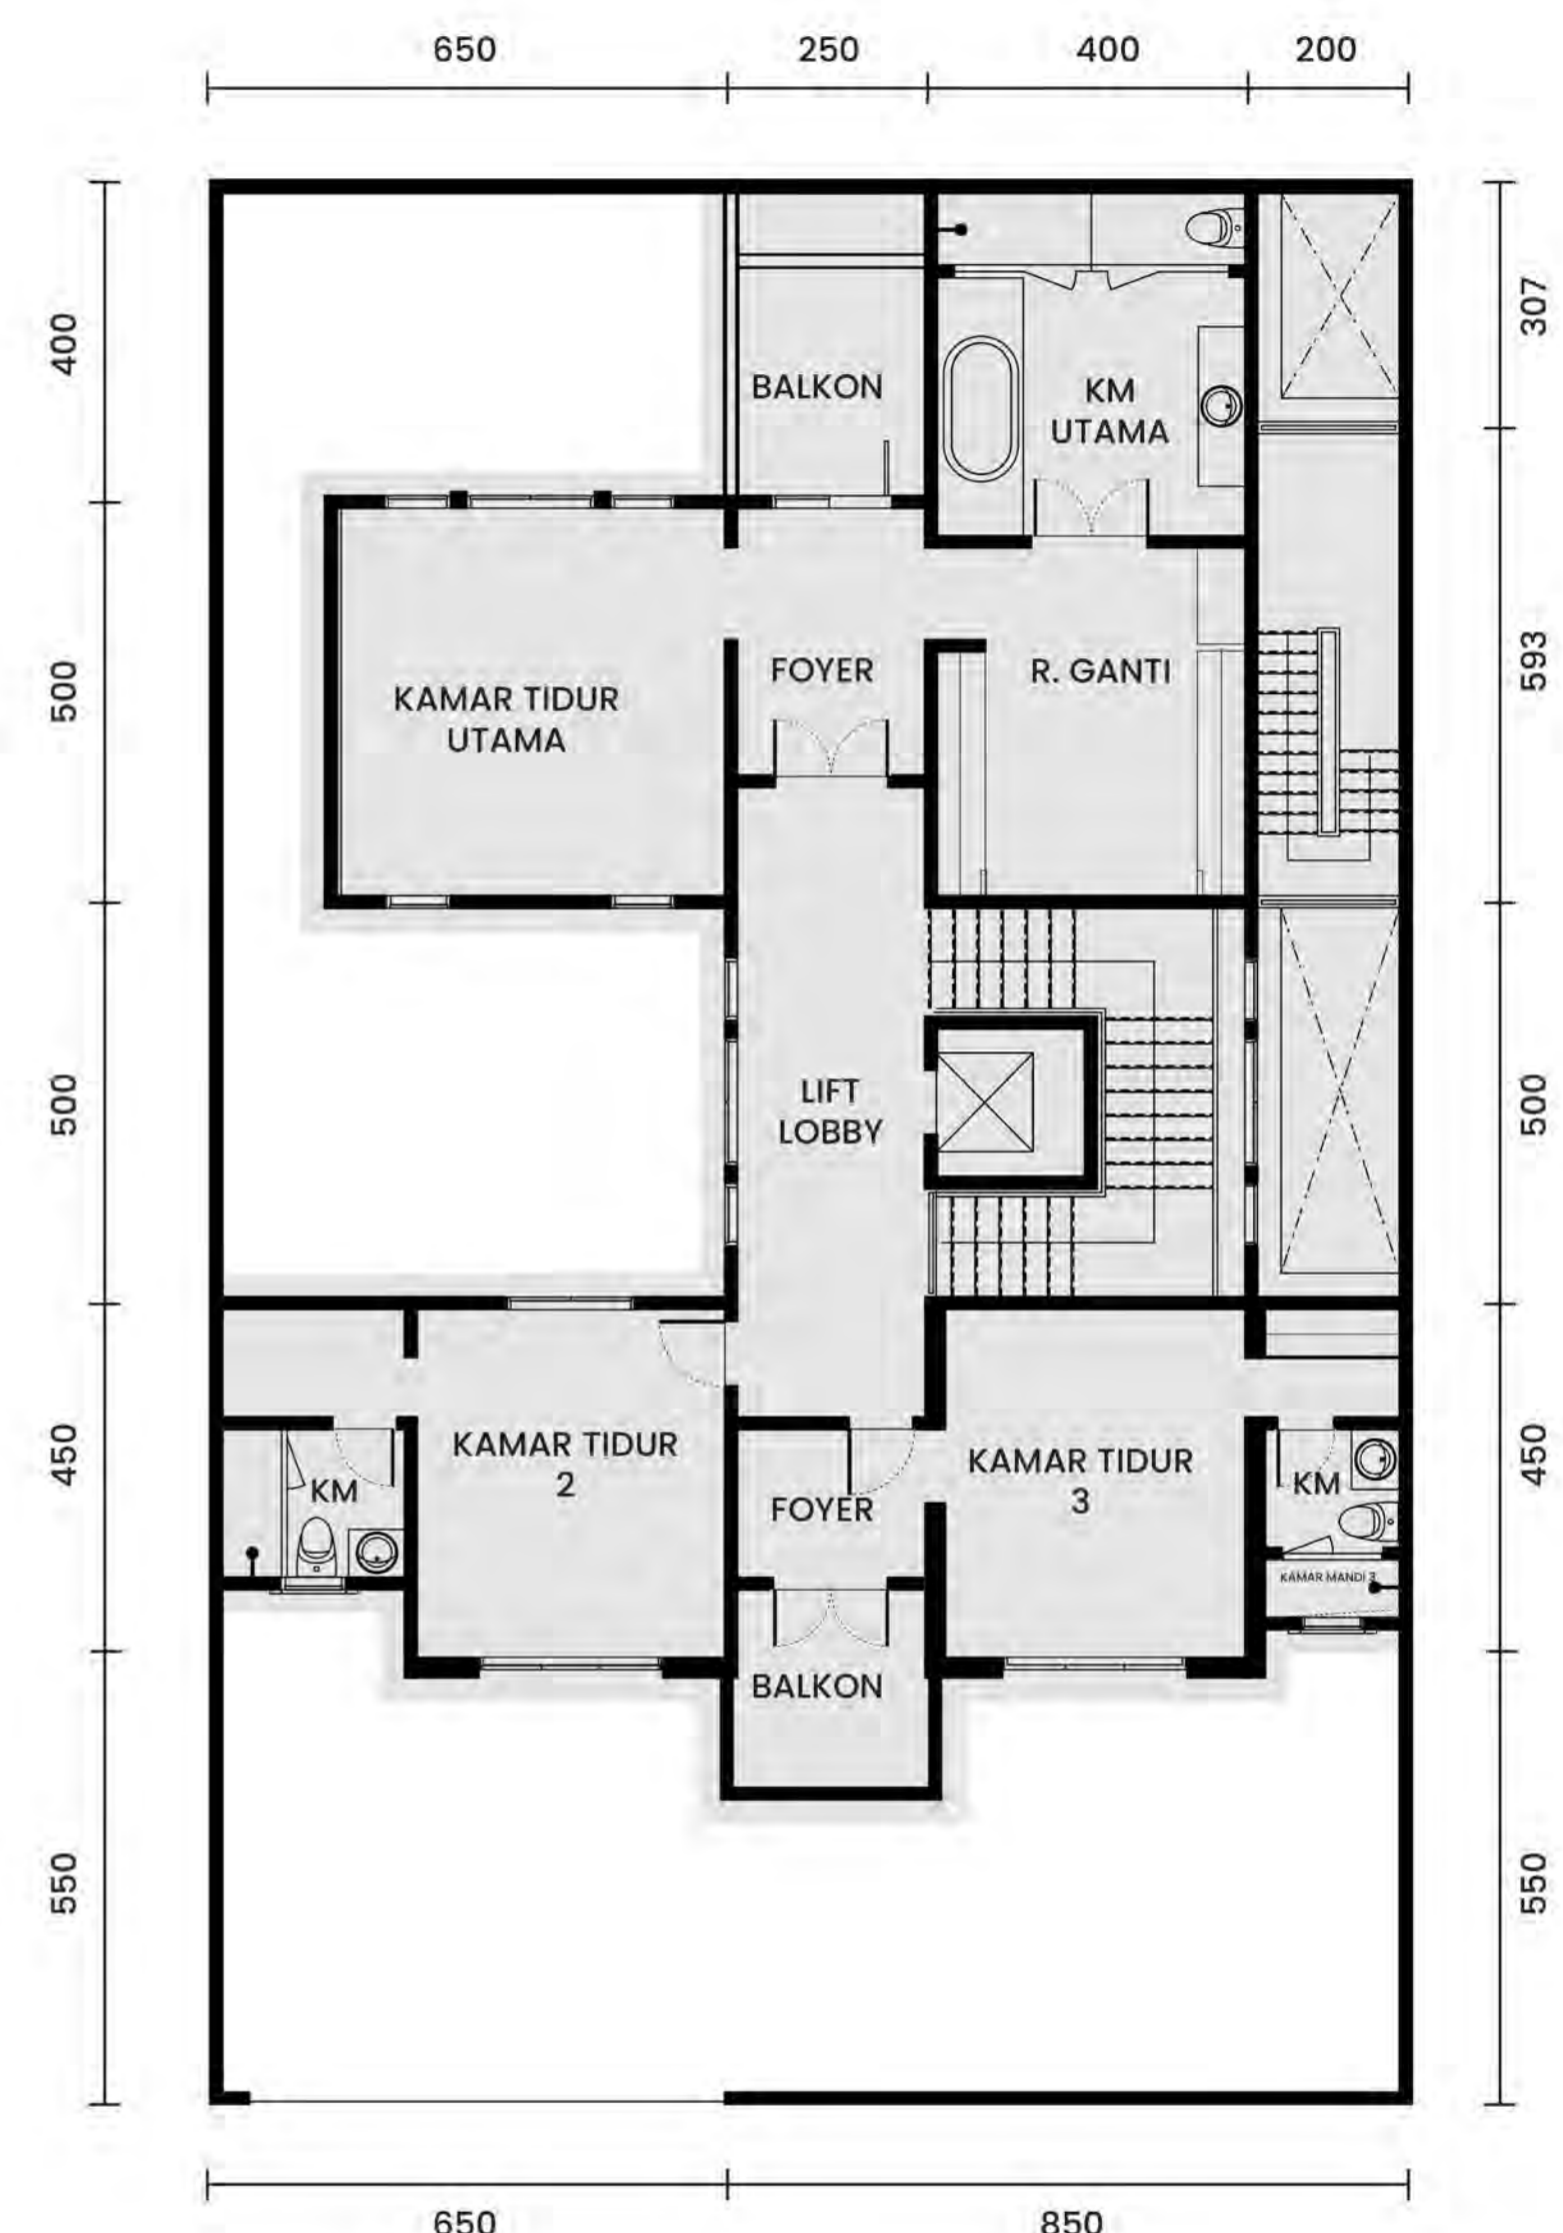 650
250
400
200
400
307
BALKON
KM
UTAMA
500
593
KAMAR TIDUR
UTAMA
FOYER
R. GANTI
500
500
LIFT
LOBBY
450
450
KAMAR TIDUR
2
KAMAR TIDUR
3
KM
KM
FOYER
KAMAR MANDI 3
BALKON
550
550
650
850